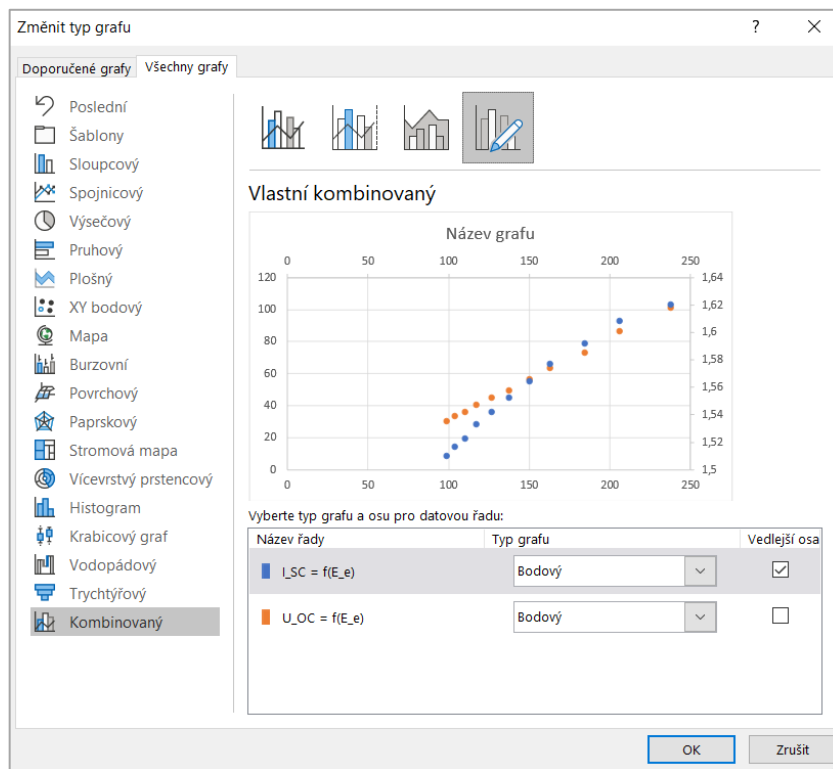 Změnit typ grafu
?
Doporučené grafy
Všechny grafy
Poslední
Šablony
Sloupcový
Spojnicový
Výsečový
Pruhový
Plošný
XY bodový
Mapa
Burzovní
Povrchový
Paprskový
Stromová mapa
Vícevrstvý prstencový
Histogram
Krabicový graf
Vodopádový
Trychtýřový
Kombinovaný
Vlastní kombinovaný
Název grafu
0 50 100 150 200 250
120 1,64
100 1,62
80 1,6
60 1,58
40 1,56
20 1,54
0 1,52
1,5
0 50 100 150 200 250
Vyberte typ grafu a osu pro datovou řadu:
Název řady Typ grafu Vedlejší osa
I_SC = f(E_e) Bodový
U_OC = f(E_e) Bodový
OK Zrušit